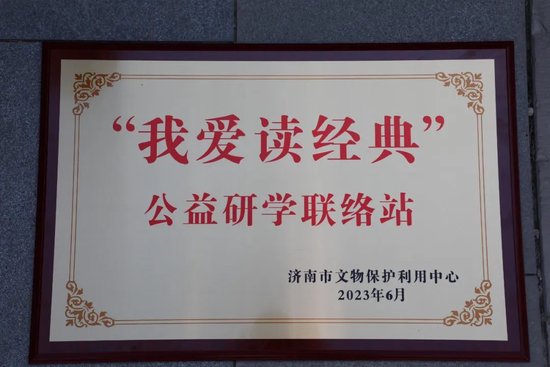 “我爱读经典”
公益研学联络站
济南市文物保护利用中心
2023年6月